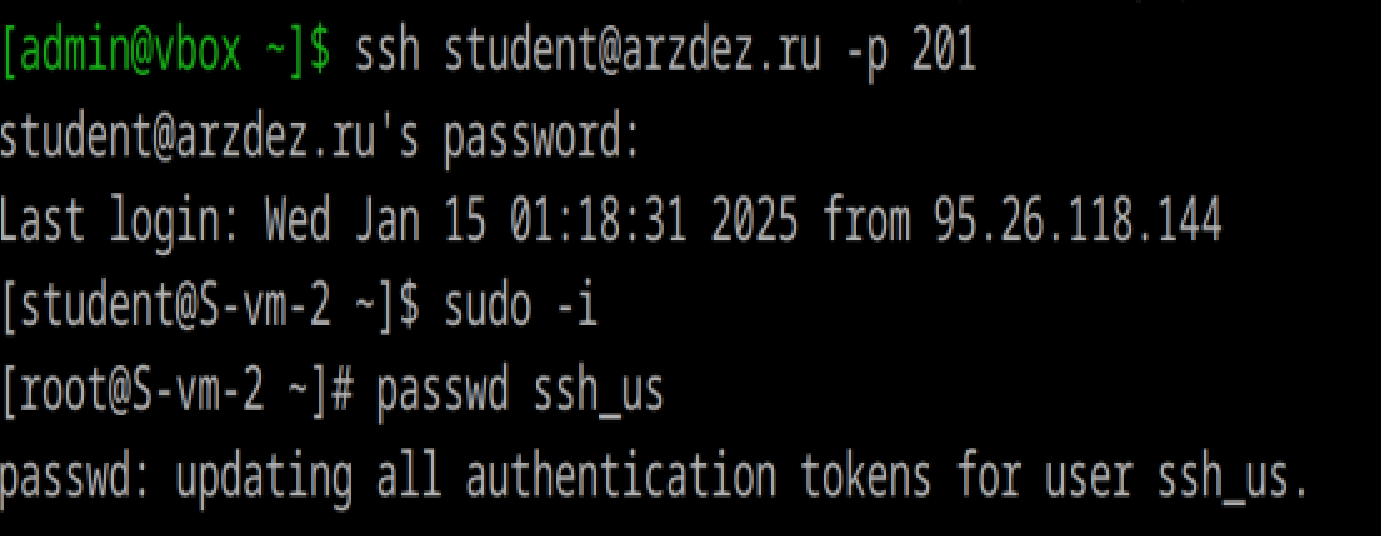 [admin@vbox ~]$ ssh student@arzdez.ru -p 201
student@arzdez.ru's password:
Last login: Wed Jan 15 01:18:31 2025 from 95.26.118.144
[student@S-vm-2 ~]$ sudo -i
[root@S-vm-2 ~]# passwd ssh_us
passwd: updating all authentication tokens for user ssh_us.